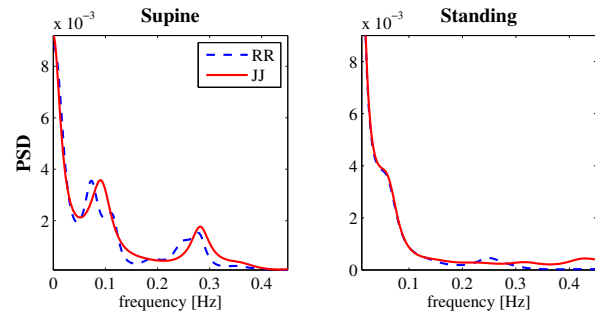 Supine
Standing
x 10⁻³
x 10⁻³
RR
JJ
PSD
8
6
4
2
0
0.1
0.2
0.3
0.4
frequency [Hz]
8
6
4
2
0
0.1
0.2
0.3
0.4
frequency [Hz]